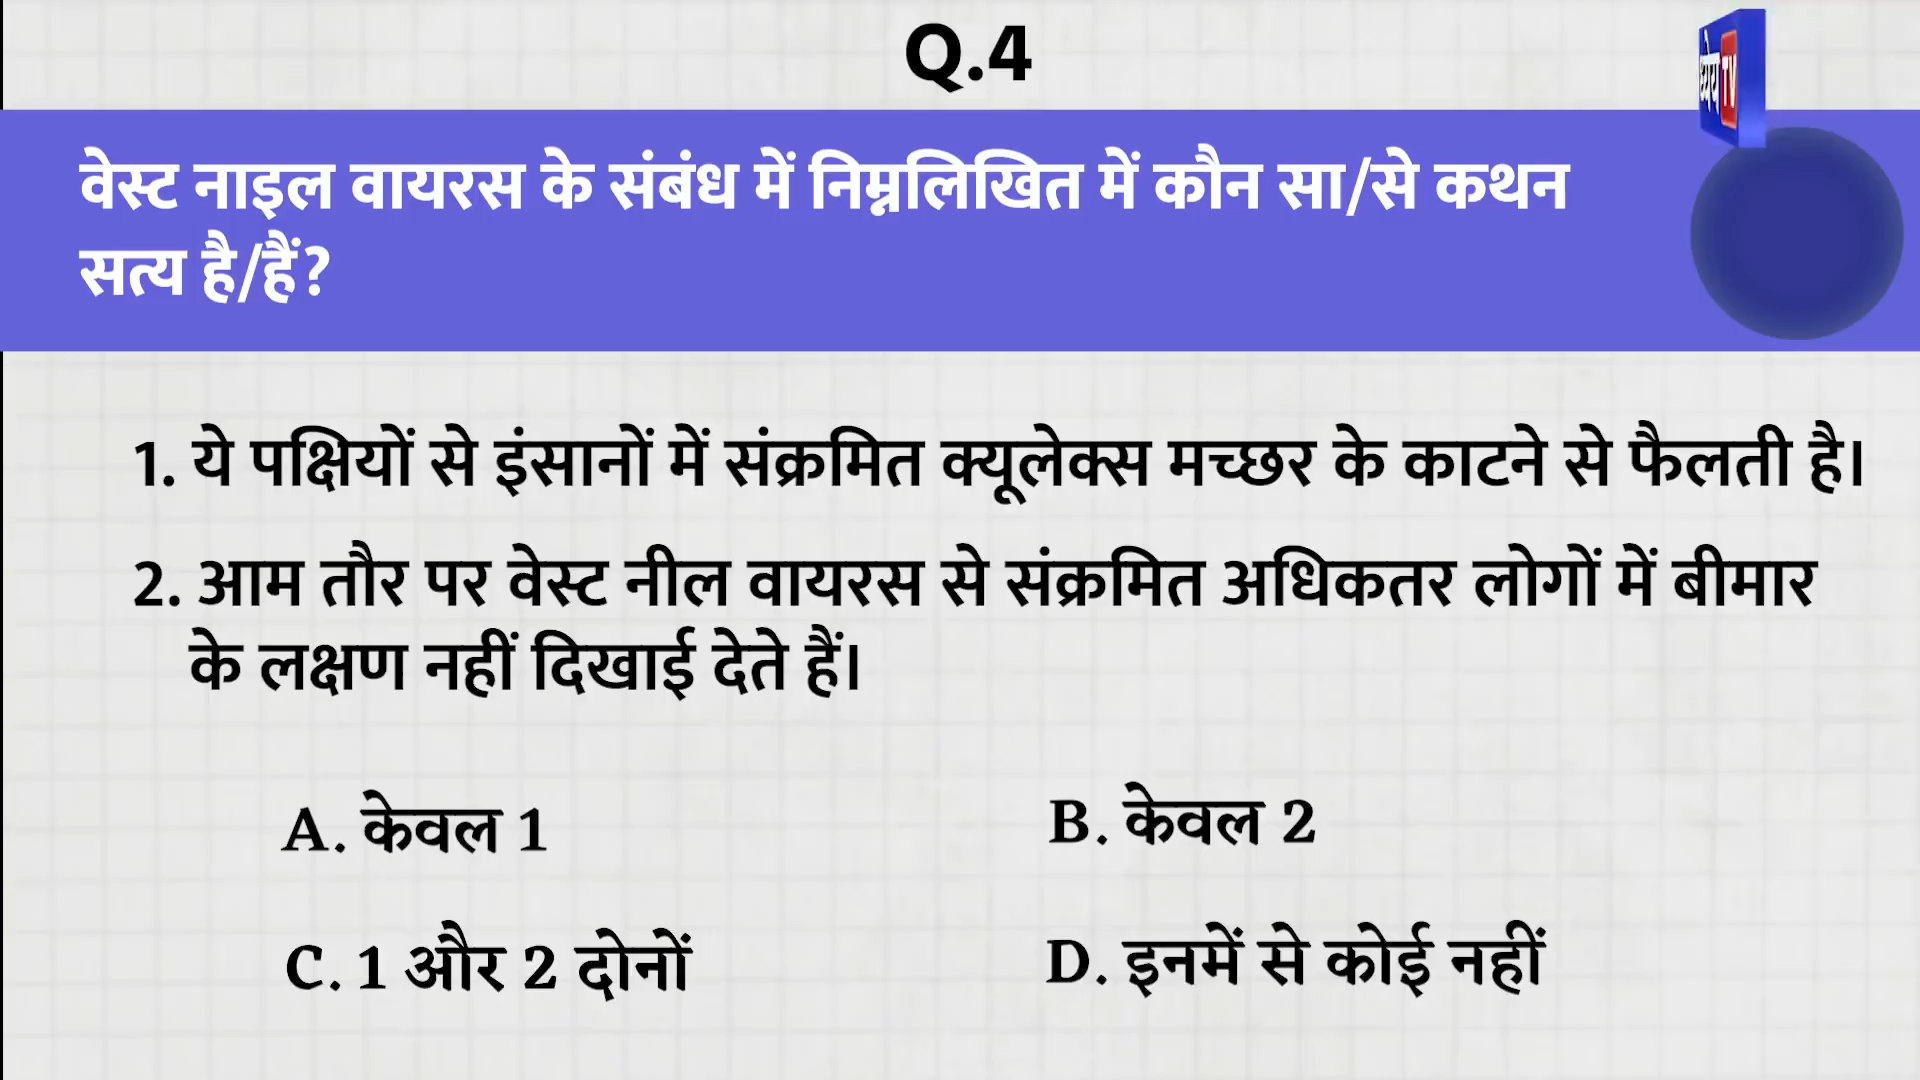 Q.4
ध्येय TV
वेस्ट नाइल वायरस के संबंध में निम्नलिखित में कौन सा/से कथन
सत्य है/हैं?
1. ये पक्षियों से इंसानों में संक्रमित क्यूलेक्स मच्छर के काटने से फैलती है।
2. आम तौर पर वेस्ट नील वायरस से संक्रमित अधिकतर लोगों में बीमार
के लक्षण नहीं दिखाई देते हैं।
A. केवल 1
B. केवल 2
C. 1 और 2 दोनों
D. इनमें से कोई नहीं